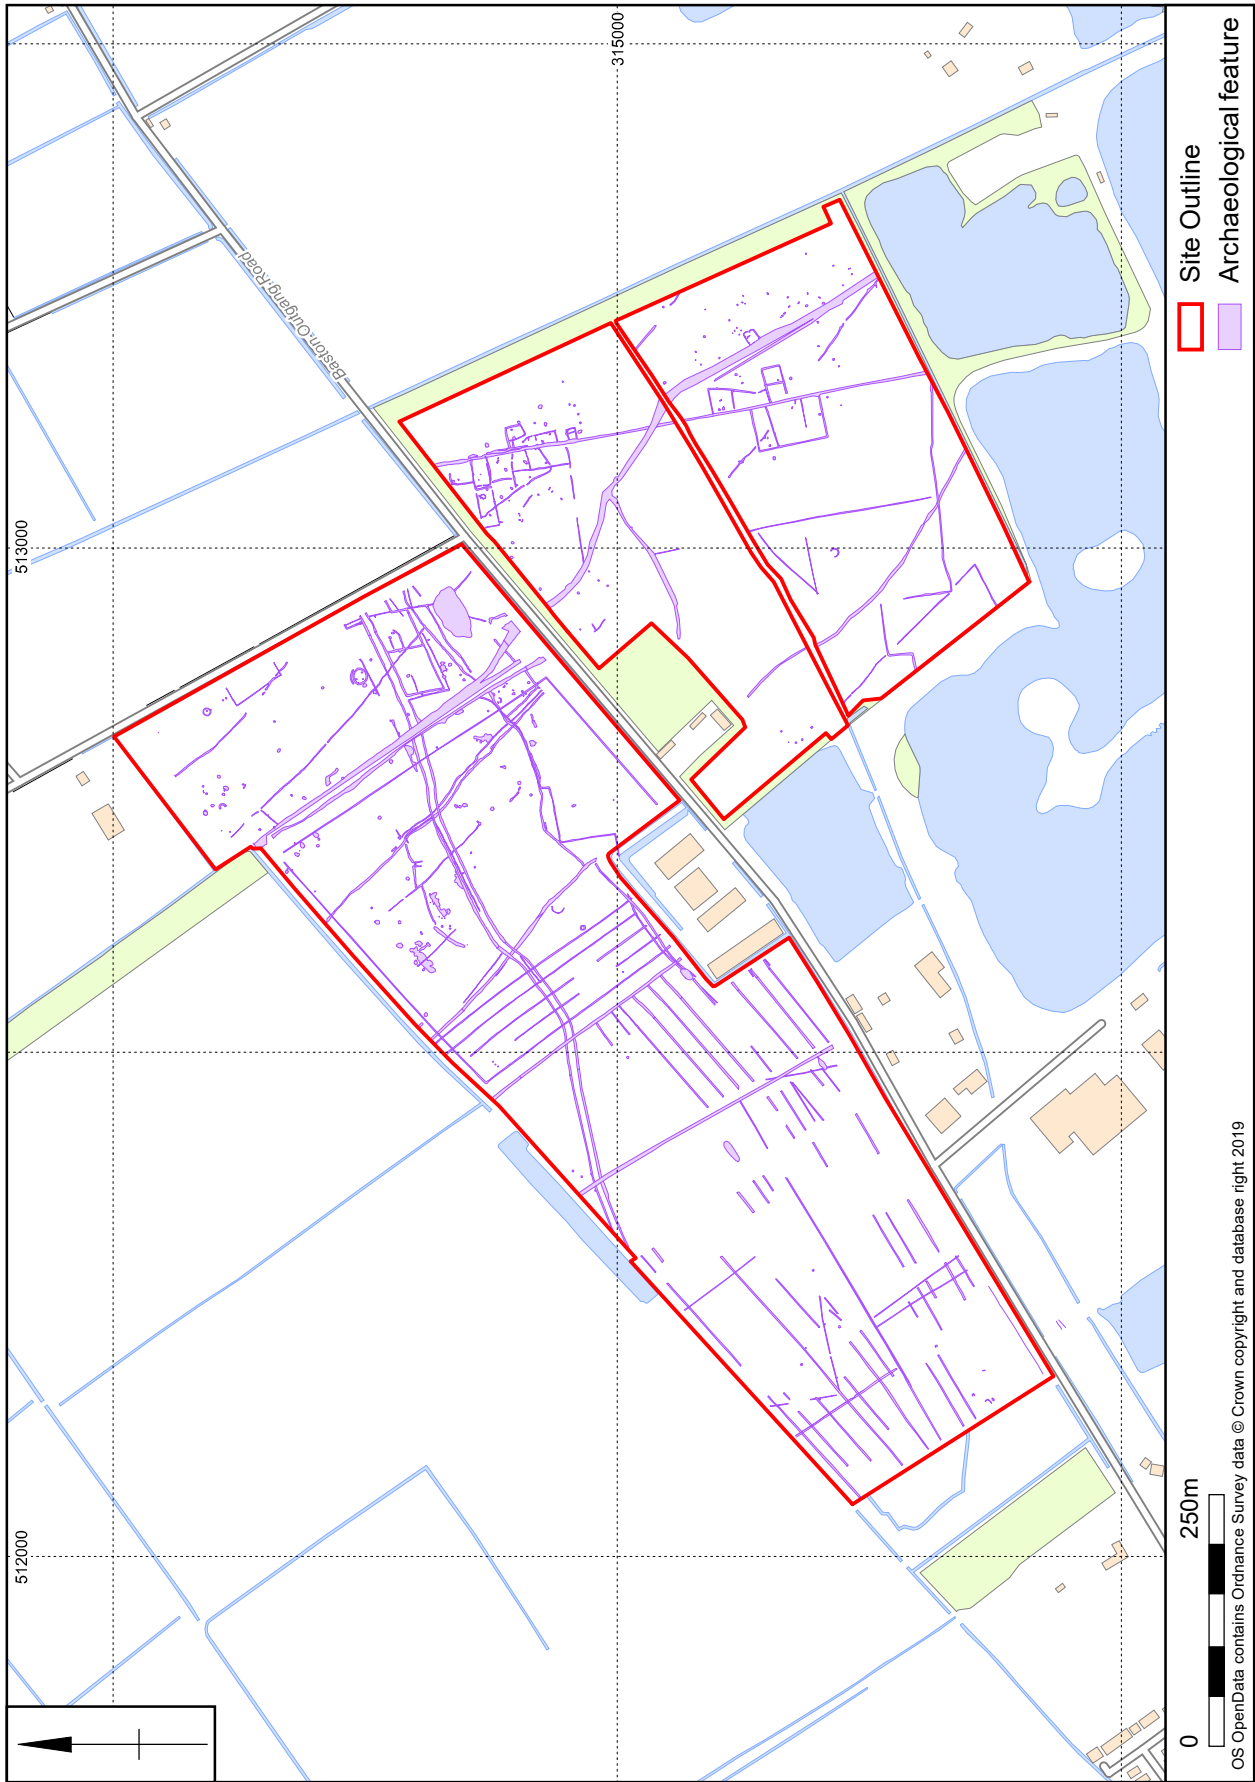 512000
513000
315000
Baston Outgang Road
0 250m
Site Outline
Archaeological feature
OS OpenData contains Ordnance Survey data © Crown copyright and database right 2019